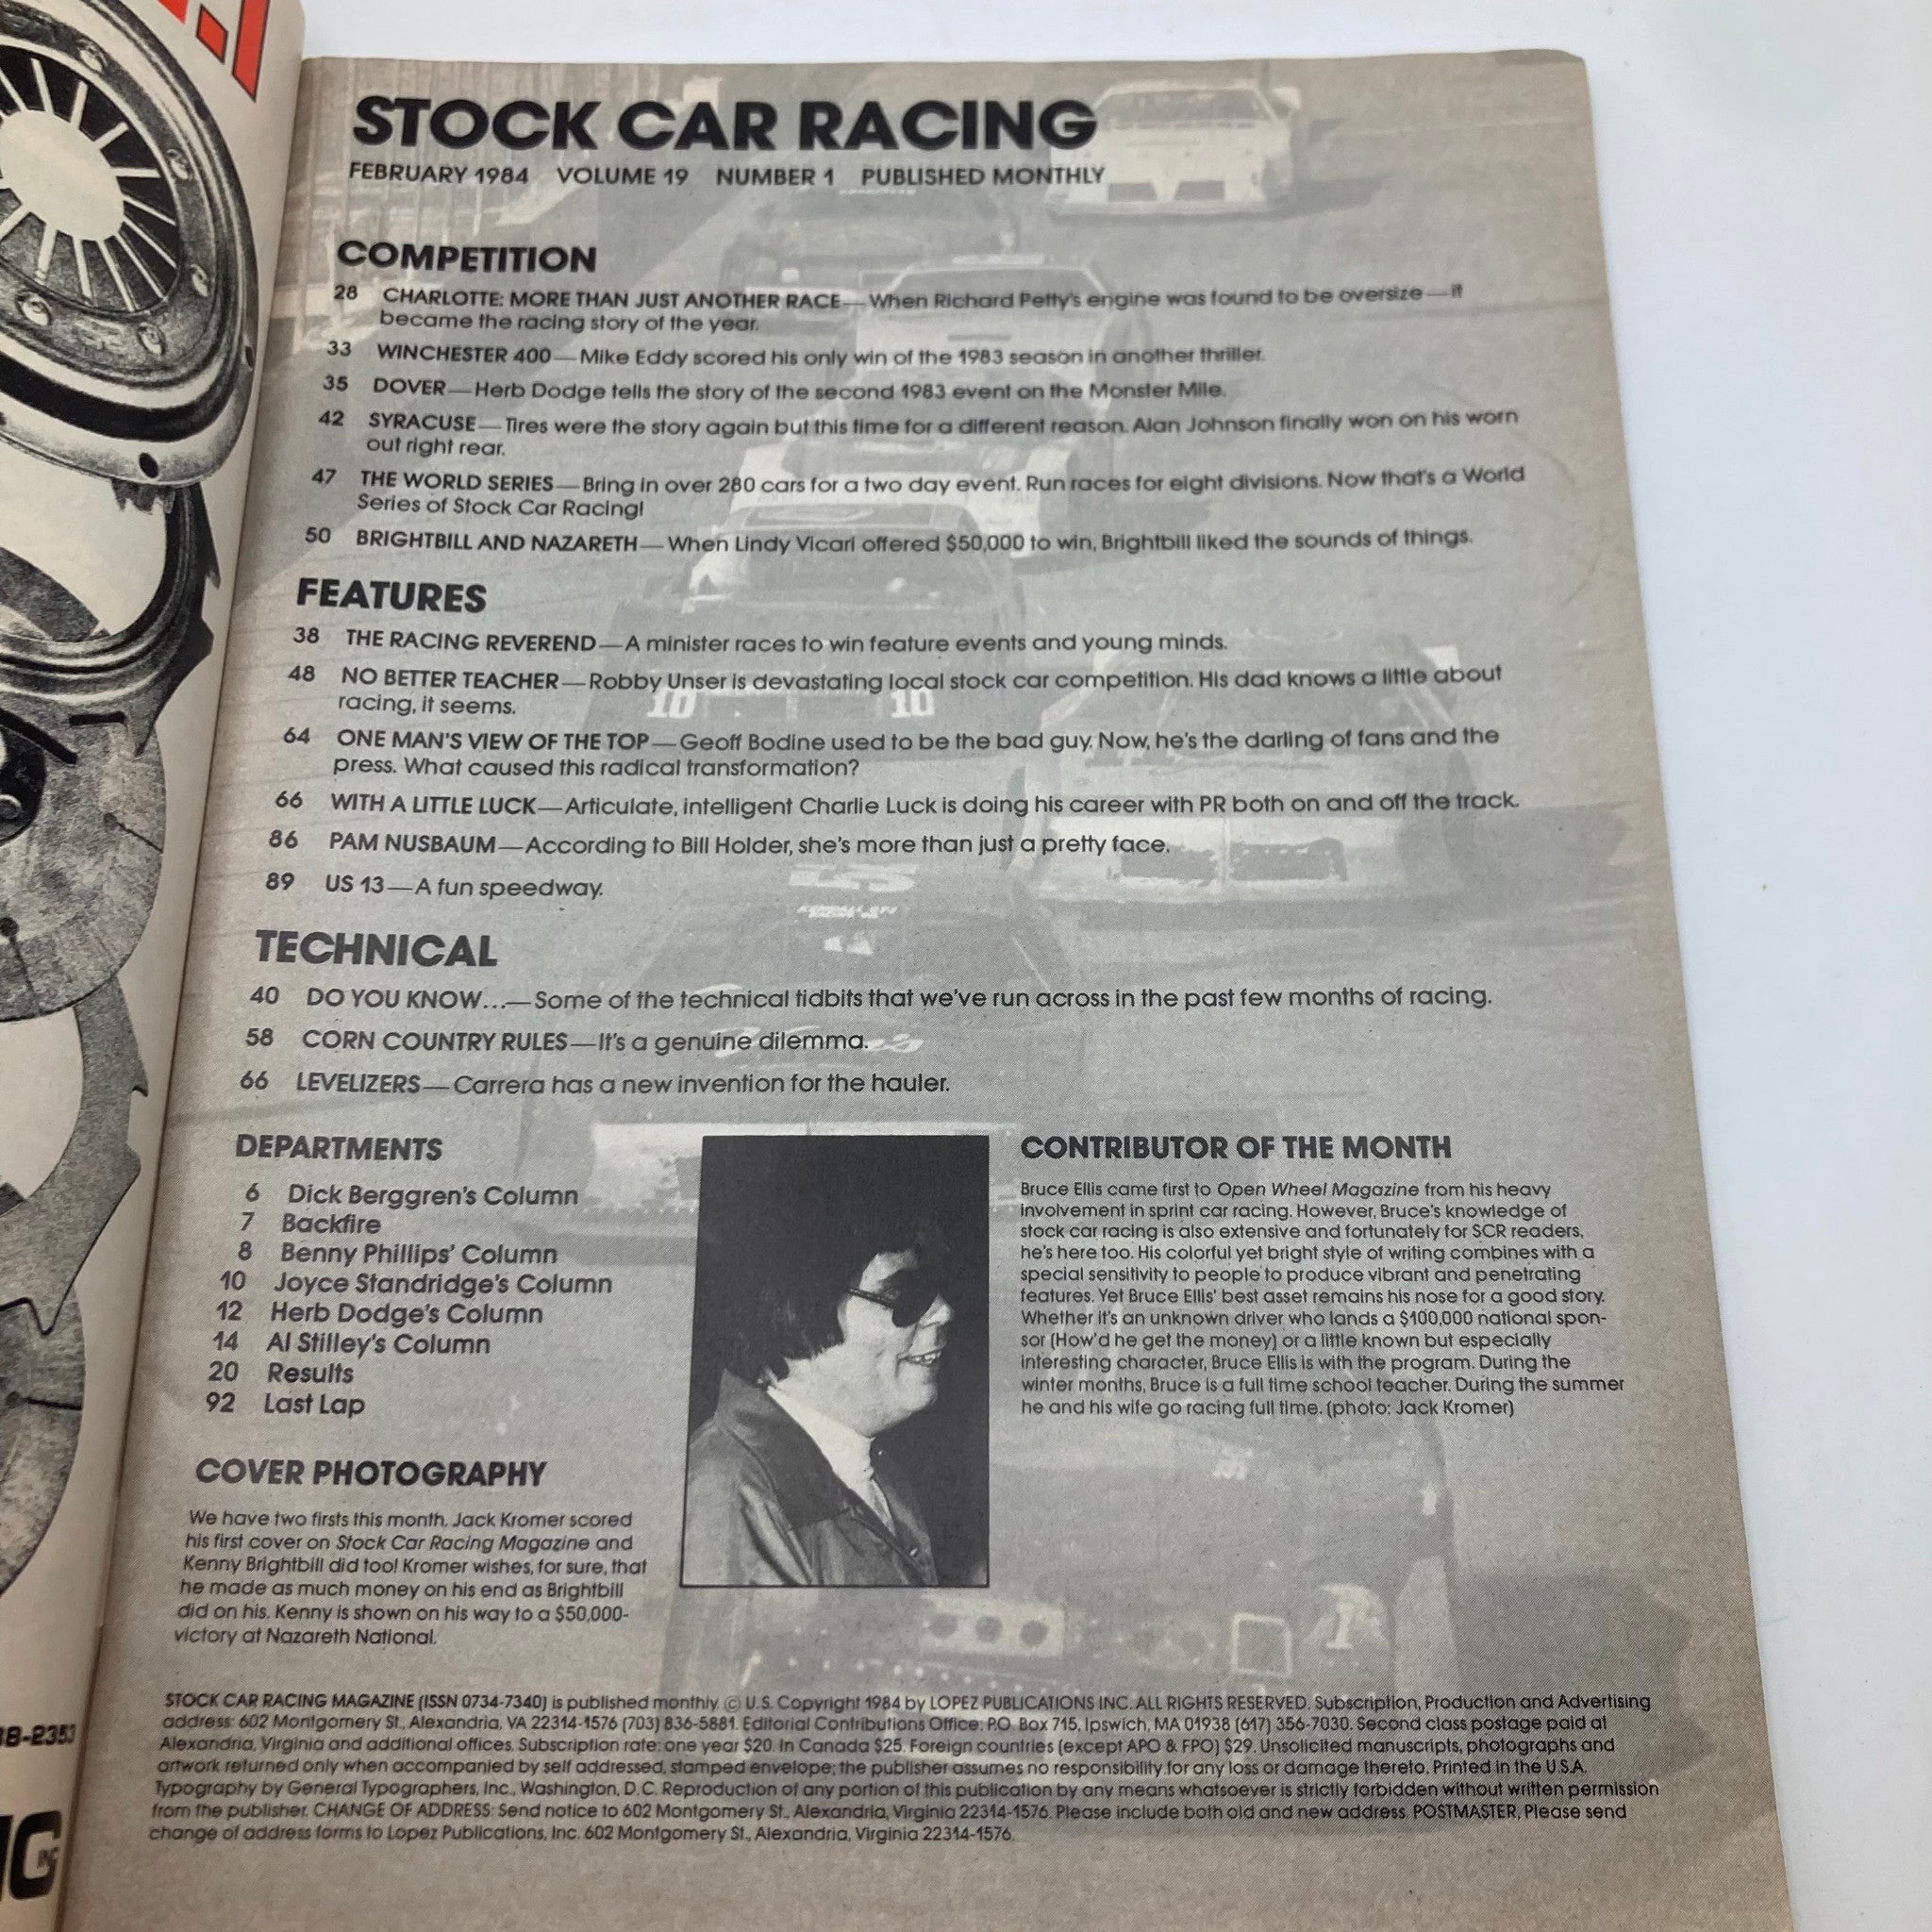 STOCK CAR RACING
FEBRUARY 1984 VOLUME 19 NUMBER 1 PUBLISHED MONTHLY
COMPETITION
28 CHARLOTTE: MORE THAN JUST ANOTHER RACE—When Richard Petty's engine was found to be oversize—it
became the racing story of the year.
33 WINCHESTER 400—Mike Eddy scored his only win of the 1983 season in another thriller.
35 DOVER—Herb Dodge tells the story of the second 1983 event on the Monster Mile.
42 SYRACUSE—Tires were the story again but this time for a different reason. Alan Johnson finally won on his worn
out right rear.
47 THE WORLD SERIES—Bring in over 280 cars for a two day event. Run races for eight divisions. Now that's a World
Series of Stock Car Racing!
50 BRIGHTBILL AND NAZARETH—When Lindy Vicari offered $50,000 to win, Brightbill liked the sounds of things.
FEATURES
38 THE RACING REVEREND—A minister races to win feature events and young minds.
48 NO BETTER TEACHER—Robby Unser is devastating local stock car competition. His dad knows a little about
racing, it seems.
10 10
64 ONE MAN'S VIEW OF THE TOP—Geoff Bodine used to be the bad guy. Now, he's the darling of fans and the
press. What caused this radical transformation?
66 WITH A LITTLE LUCK—Articulate, intelligent Charlie Luck is doing his career with PR both on and off the track.
86 PAM NUSBAUM—According to Bill Holder, she's more than just a pretty face.
89 US 13—A fun speedway.
TECHNICAL
40 DO YOU KNOW...—Some of the technical tidbits that we've run across in the past few months of racing.
58 CORN COUNTRY RULES—It's a genuine dilemma.
66 LEVELIZERS—Carrera has a new invention for the hauler.
DEPARTMENTS
6 Dick Berggren's Column
7 Backfire
8 Benny Phillips' Column
10 Joyce Standridge's Column
12 Herb Dodge's Column
14 Al Stilley's Column
20 Results
92 Last Lap
COVER PHOTOGRAPHY
We have two firsts this month. Jack Kromer scored
his first cover on Stock Car Racing Magazine and
Kenny Brightbill did too! Kromer wishes, for sure, that
he made as much money on his end as Brightbill
did on his. Kenny is shown on his way to a $50,000-
victory at Nazareth National.
CONTRIBUTOR OF THE MONTH
Bruce Ellis came first to Open Wheel Magazine from his heavy
involvement in sprint car racing. However, Bruce's knowledge of
stock car racing is also extensive and fortunately for SCR readers,
he's here too. His colorful yet bright style of writing combines with a
special sensitivity to people to produce vibrant and penetrating
features. Yet Bruce Ellis' best asset remains his nose for a good story.
Whether it's an unknown driver who lands a $100,000 national spon-
sor (How'd he get the money) or a little known but especially
interesting character, Bruce Ellis is with the program. During the
winter months, Bruce is a full time school teacher. During the summer
he and his wife go racing full time. (photo: Jack Kromer)
STOCK CAR RACING MAGAZINE (ISSN 0734-7340) is published monthly. © U.S. Copyright 1984 by LOPEZ PUBLICATIONS INC. ALL RIGHTS RESERVED. Subscription, Production and Advertising
address: 602 Montgomery St., Alexandria, VA 22314-1576 (703) 836-5881. Editorial Contributions Office: P.O. Box 715, Ipswich, MA 01938 (617) 356-7030. Second class postage paid at
Alexandria, Virginia and additional offices. Subscription rate: one year $20. In Canada $25. Foreign countries (except APO & FPO) $29. Unsolicited manuscripts, photographs and
artwork returned only when accompanied by self addressed, stamped envelope; the publisher assumes no responsibility for any loss or damage thereto. Printed in the U.S.A.
Typography by General Typographers, Inc., Washington, D.C. Reproduction of any portion of this publication by any means whatsoever is strictly forbidden without written permission
from the publisher. CHANGE OF ADDRESS: Send notice to 602 Montgomery St., Alexandria, Virginia 22314-1576. Please include both old and new address. POSTMASTER, Please send
change of address forms to Lopez Publications, Inc. 602 Montgomery St., Alexandria, Virginia 22314-1576.
8-2353